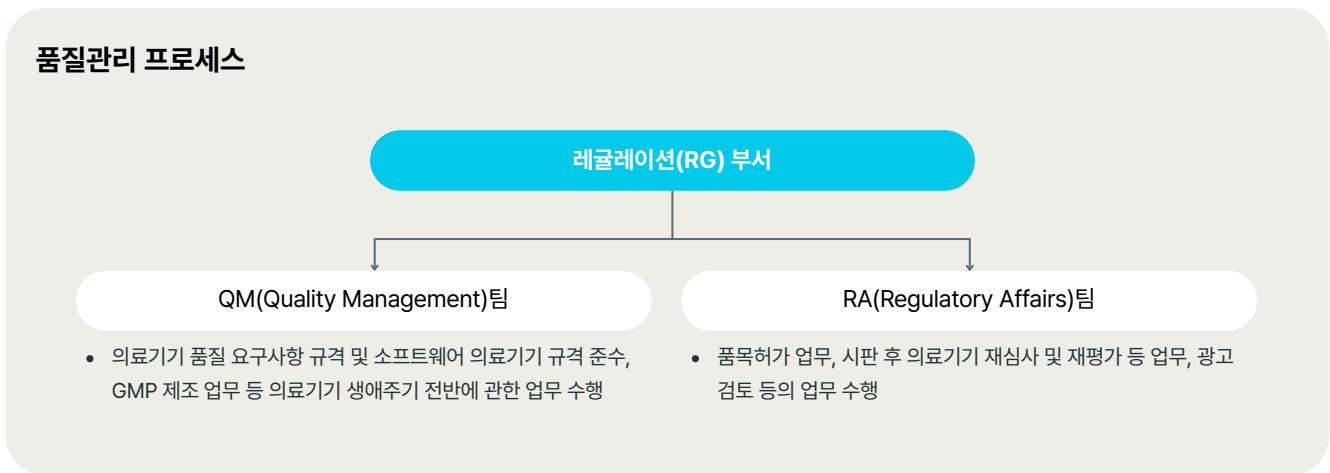 품질관리 프로세스
레귤레이션(RG) 부서
QM(Quality Management)팀
• 의료기기 품질 요구사항 규격 및 소프트웨어 의료기기 규격 준수,
GMP 제조 업무 등 의료기기 생애주기 전반에 관한 업무 수행
RA(Regulatory Affairs)팀
• 품목허가 업무, 시판 후 의료기기 재심사 및 재평가 등 업무, 광고
검토 등의 업무 수행